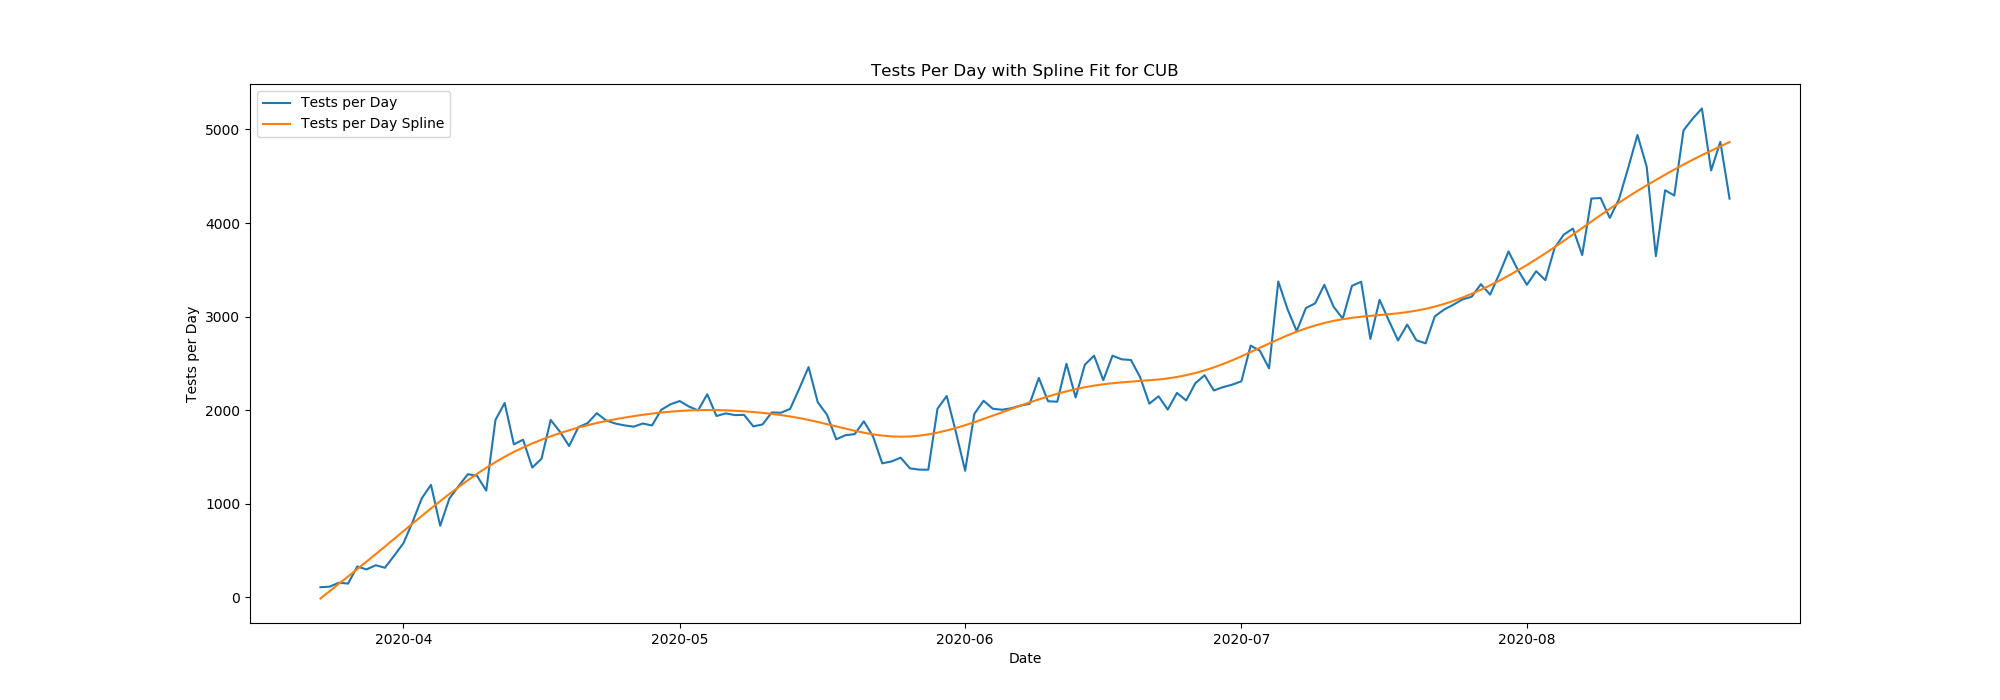 Tests Per Day with Spline Fit for CUB
Tests per Day
Tests per Day Spline
5000
4000
3000
2000
1000
0
Tests per Day
2020-04
2020-05
2020-06
2020-07
2020-08
Date